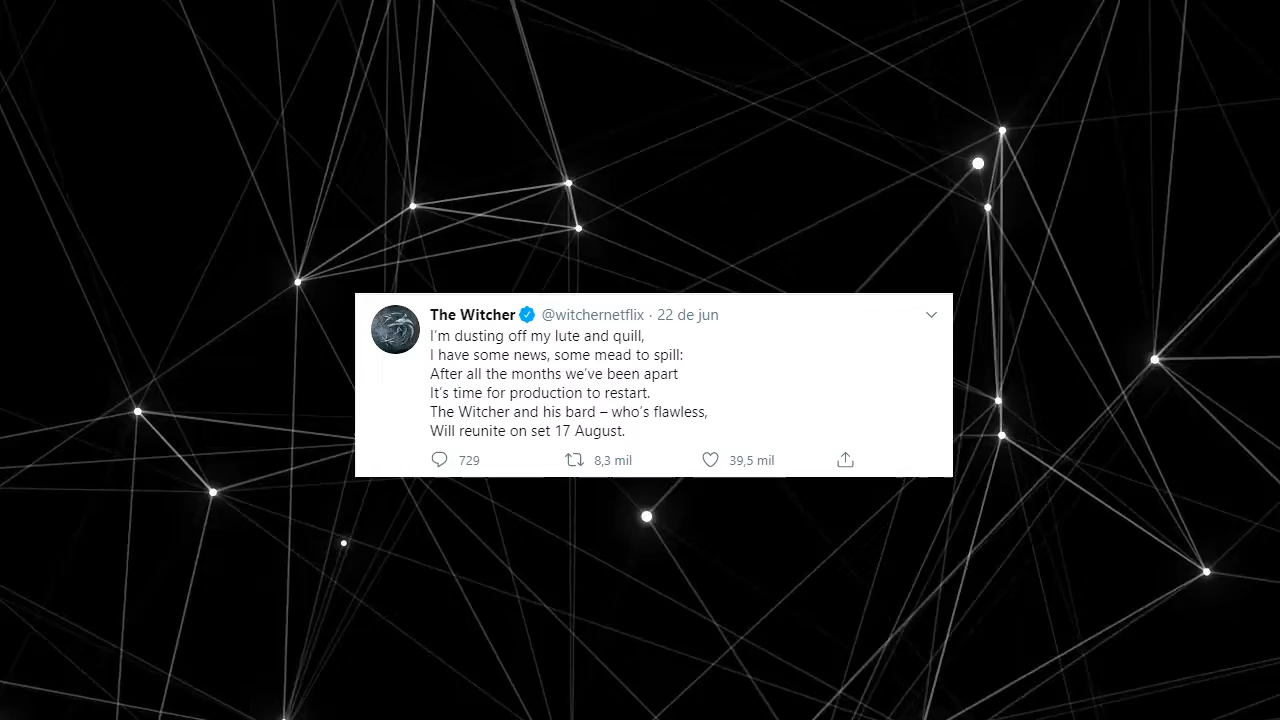 The Witcher @witchernetflix · 22 de jun
I’m dusting off my lute and quill,
I have some news, some mead to spill:
After all the months we’ve been apart
It’s time for production to restart.
The Witcher and his bard – who’s flawless,
Will reunite on set 17 August.
729 8,3 mil 39,5 mil